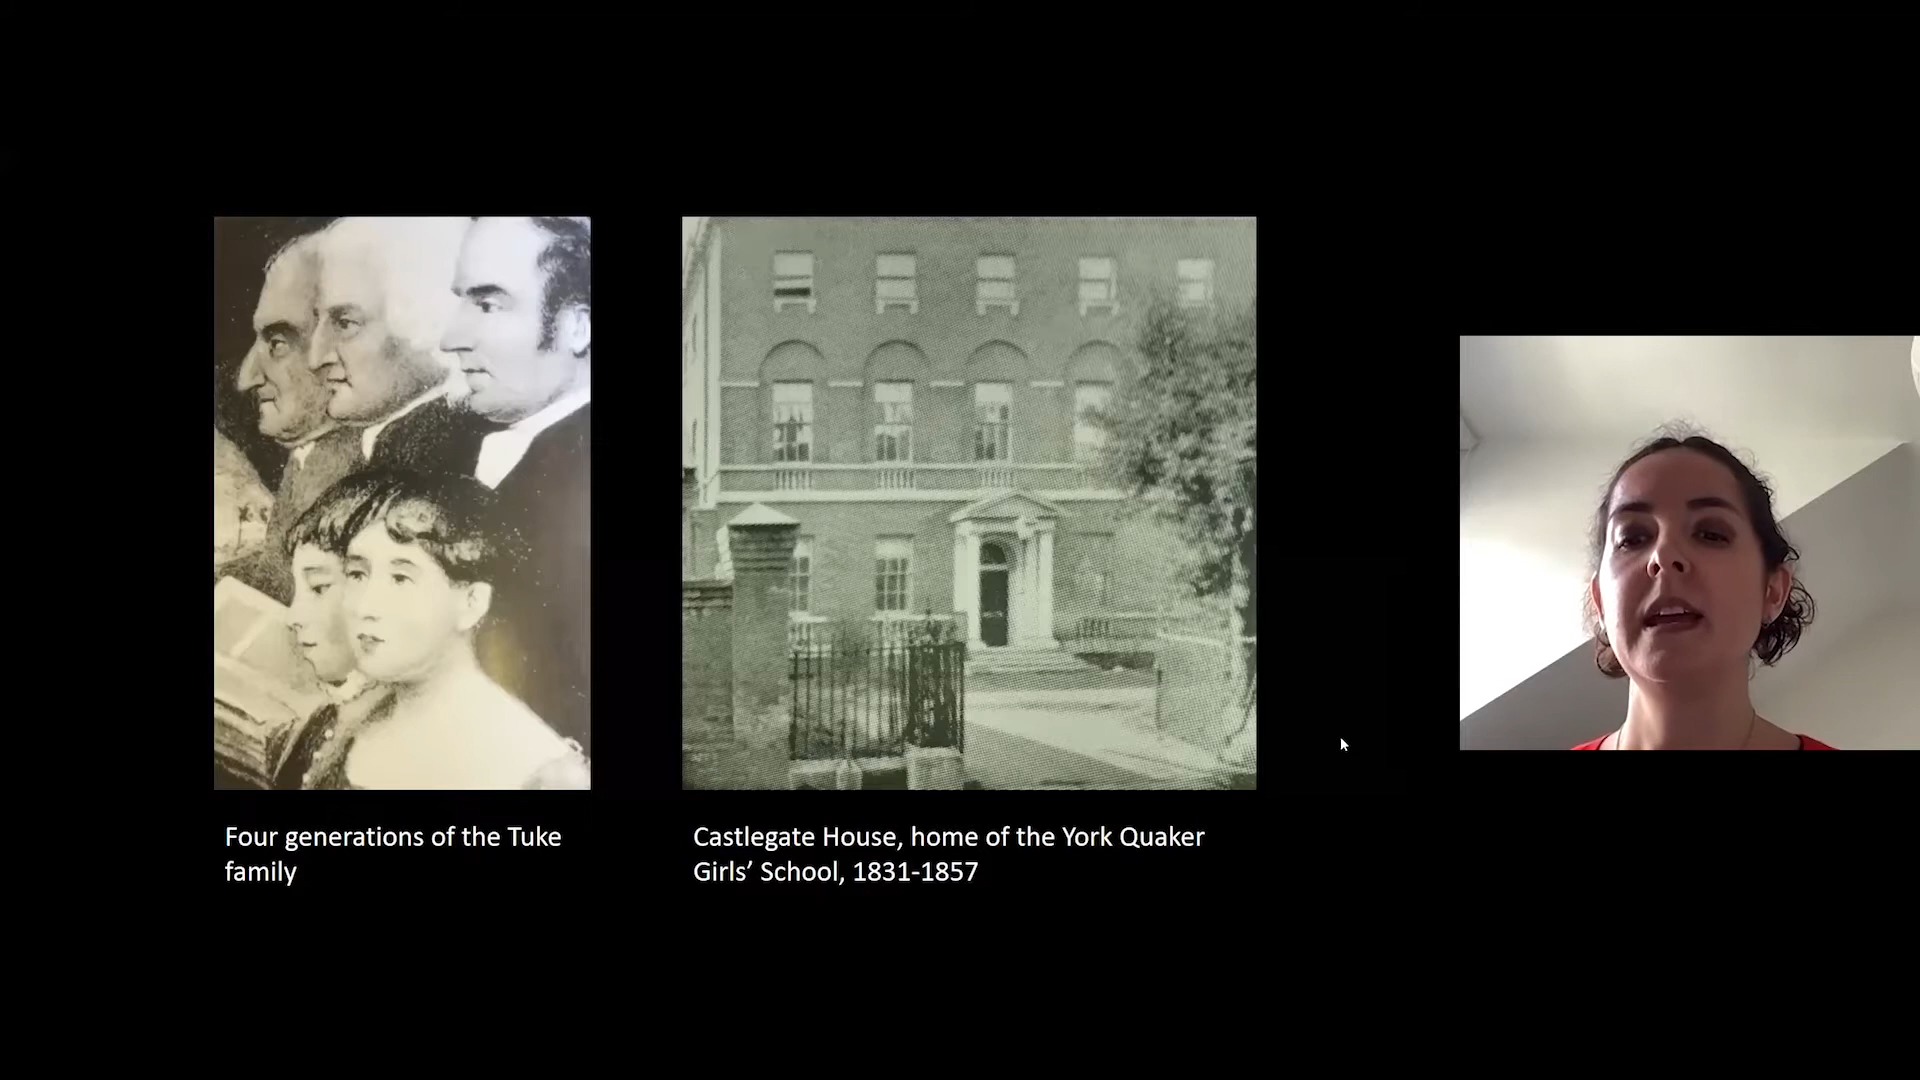 Four generations of the Tuke
family
Castlegate House, home of the York Quaker
Girls’ School, 1831-1857